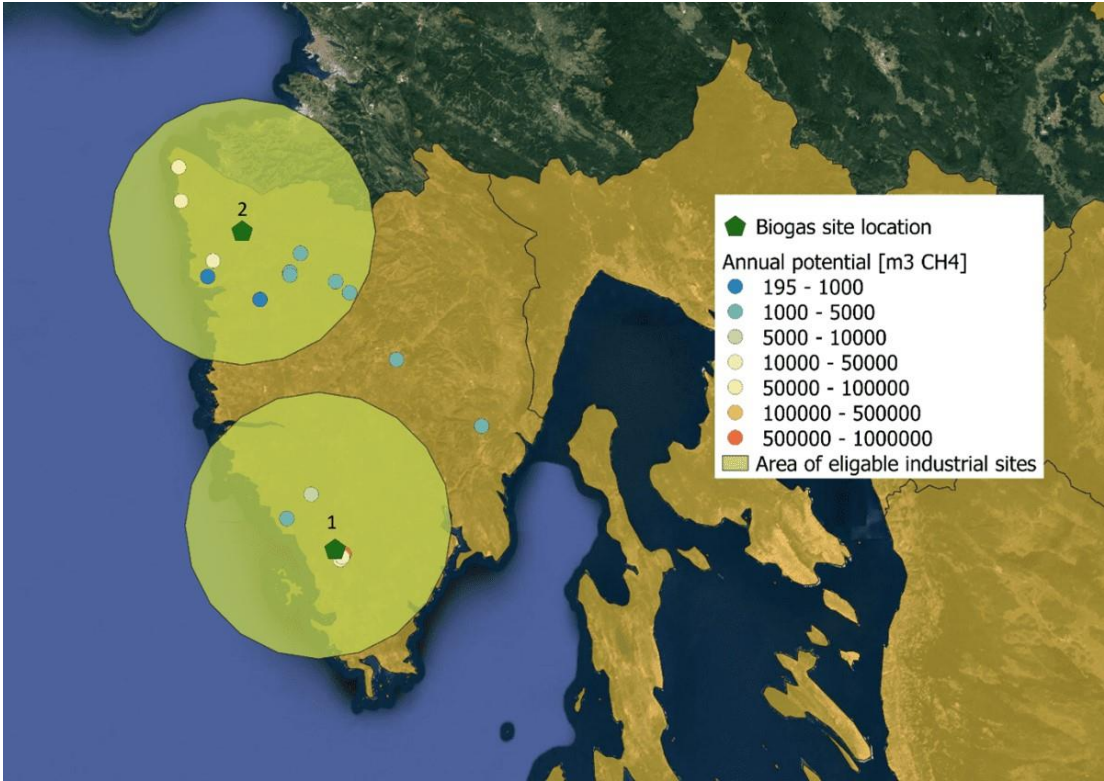 2
1
Biogas site location
Annual potential [m3 CH4]
195 - 1000
1000 - 5000
5000 - 10000
10000 - 50000
50000 - 100000
100000 - 500000
500000 - 1000000
Area of eligable industrial sites